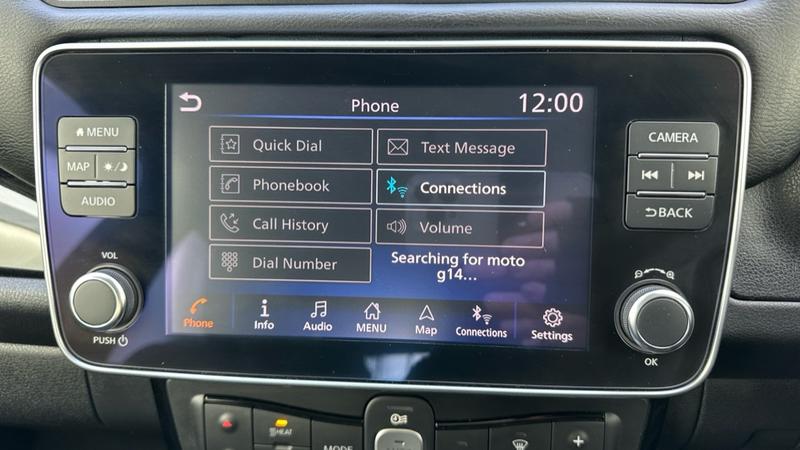 Phone
12:00
MENU
MAP
AUDIO
VOL
PUSH
Quick Dial
Text Message
Phonebook
Connections
Call History
Volume
Dial Number
Searching for moto
g14...
Phone
Info
Audio
MENU
Map
Connections
Settings
CAMERA
BACK
OK
HEAT
MODE
+